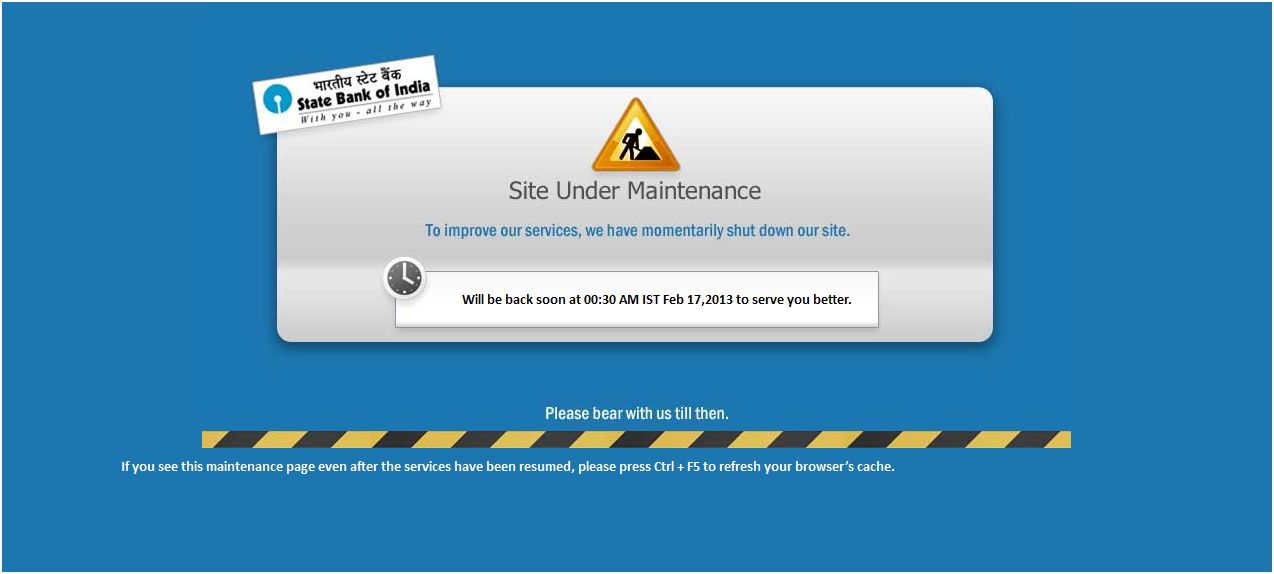 भारतीय स्टेट बैंक
State Bank of India
With you - all the way
Site Under Maintenance
To improve our services, we have momentarily shut down our site.
Will be back soon at 00:30 AM IST Feb 17,2013 to serve you better.
Please bear with us till then.
If you see this maintenance page even after the services have been resumed, please press Ctrl + F5 to refresh your browser’s cache.